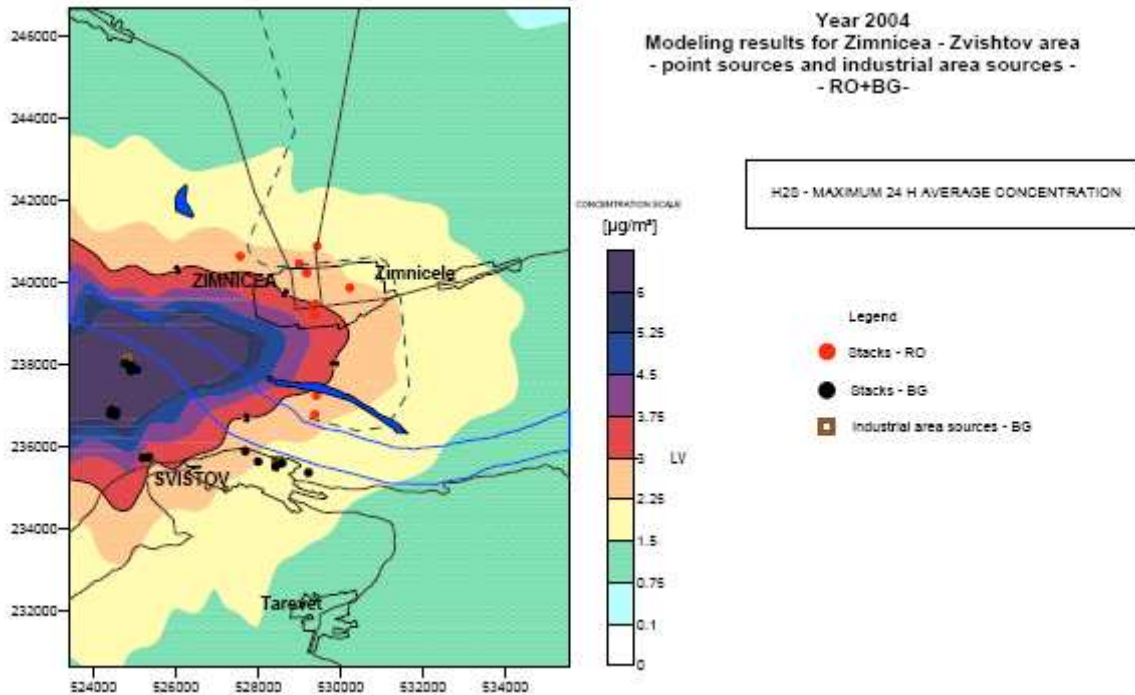 Year 2004
Modeling results for Zimnicea - Zvishtov area
- point sources and industrial area sources -
- RO+BG-
H2S - MAXIMUM 24 H AVERAGE CONCENTRATION
CONCENTRATION SCALE
[µg/m³]
6
5.25
4.5
3.75
3 LV
2.25
1.5
0.75
0.1
0
Legend
Stacks - RO
Stacks - BG
Industrial area sources - BG
246000
244000
242000
240000
238000
236000
234000
232000
ZIMNICEA
Zimnicele
SVISTOV
Tarevet
524000 526000 528000 530000 532000 534000